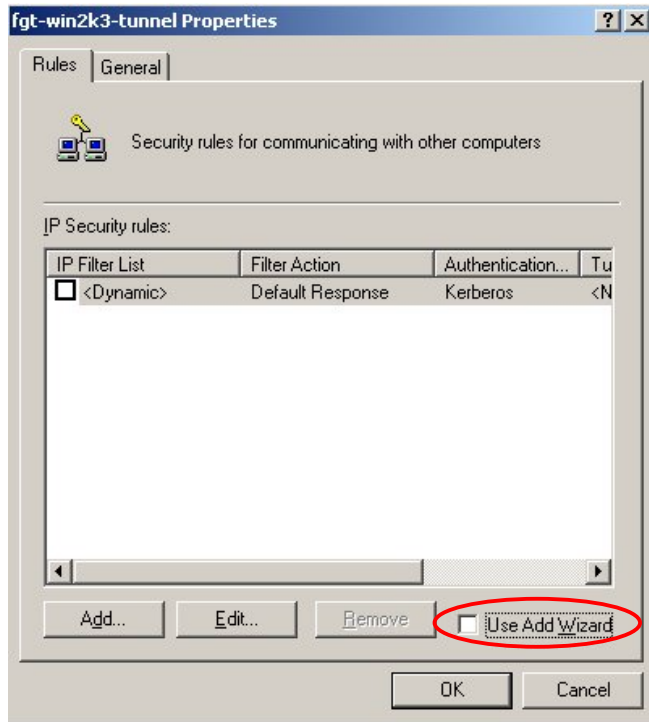 fgt-win2k3-tunnel Properties
Rules General
Security rules for communicating with other computers
IP Security rules:
IP Filter List Filter Action Authentication... Tu
<Dynamic> Default Response Kerberos <N
Add... Edit... Remove Use Add Wizard
OK Cancel